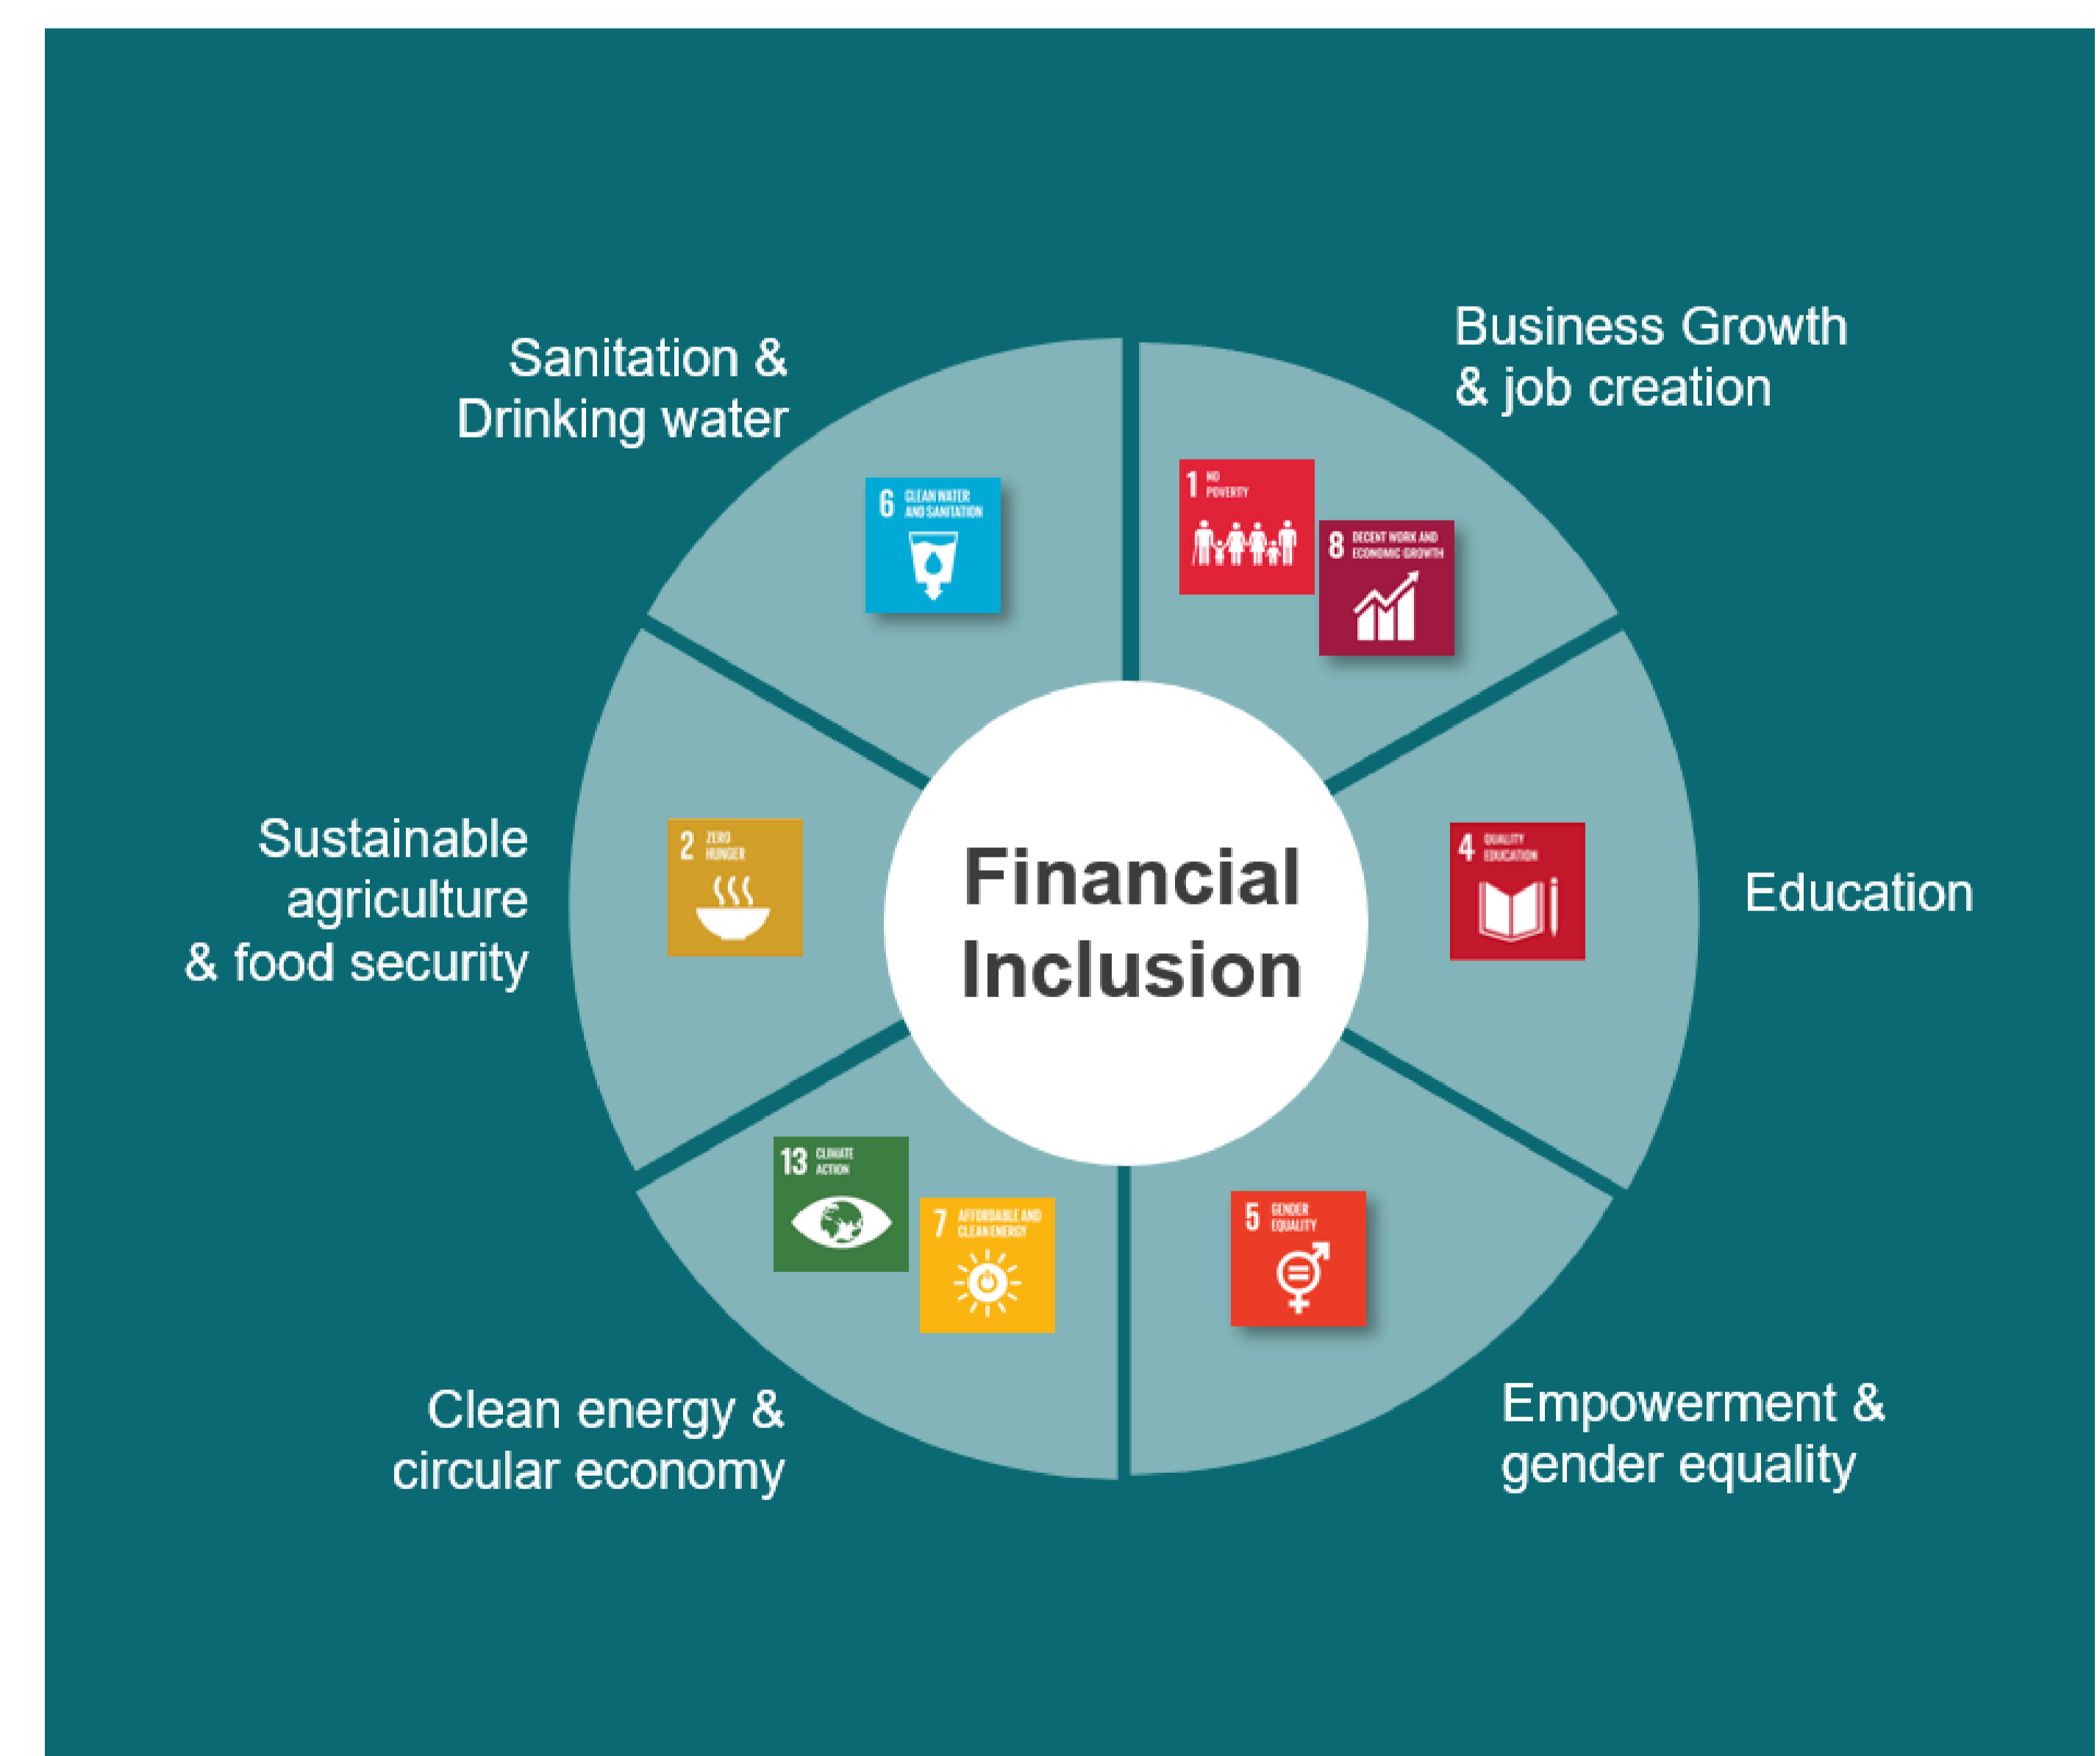 Business Growth
& job creation
Sanitation &
Drinking water
1 NO
POVERTY
6 CLEAN WATER
AND SANITATION
8 DECENT WORK AND
ECONOMIC GROWTH
Sustainable
agriculture
& food security
2 ZERO
HUNGER
Financial
Inclusion
4 QUALITY
EDUCATION
Education
13 CLIMATE
ACTION
7 AFFORDABLE AND
CLEAN ENERGY
5 GENDER
EQUALITY
Clean energy &
circular economy
Empowerment &
gender equality